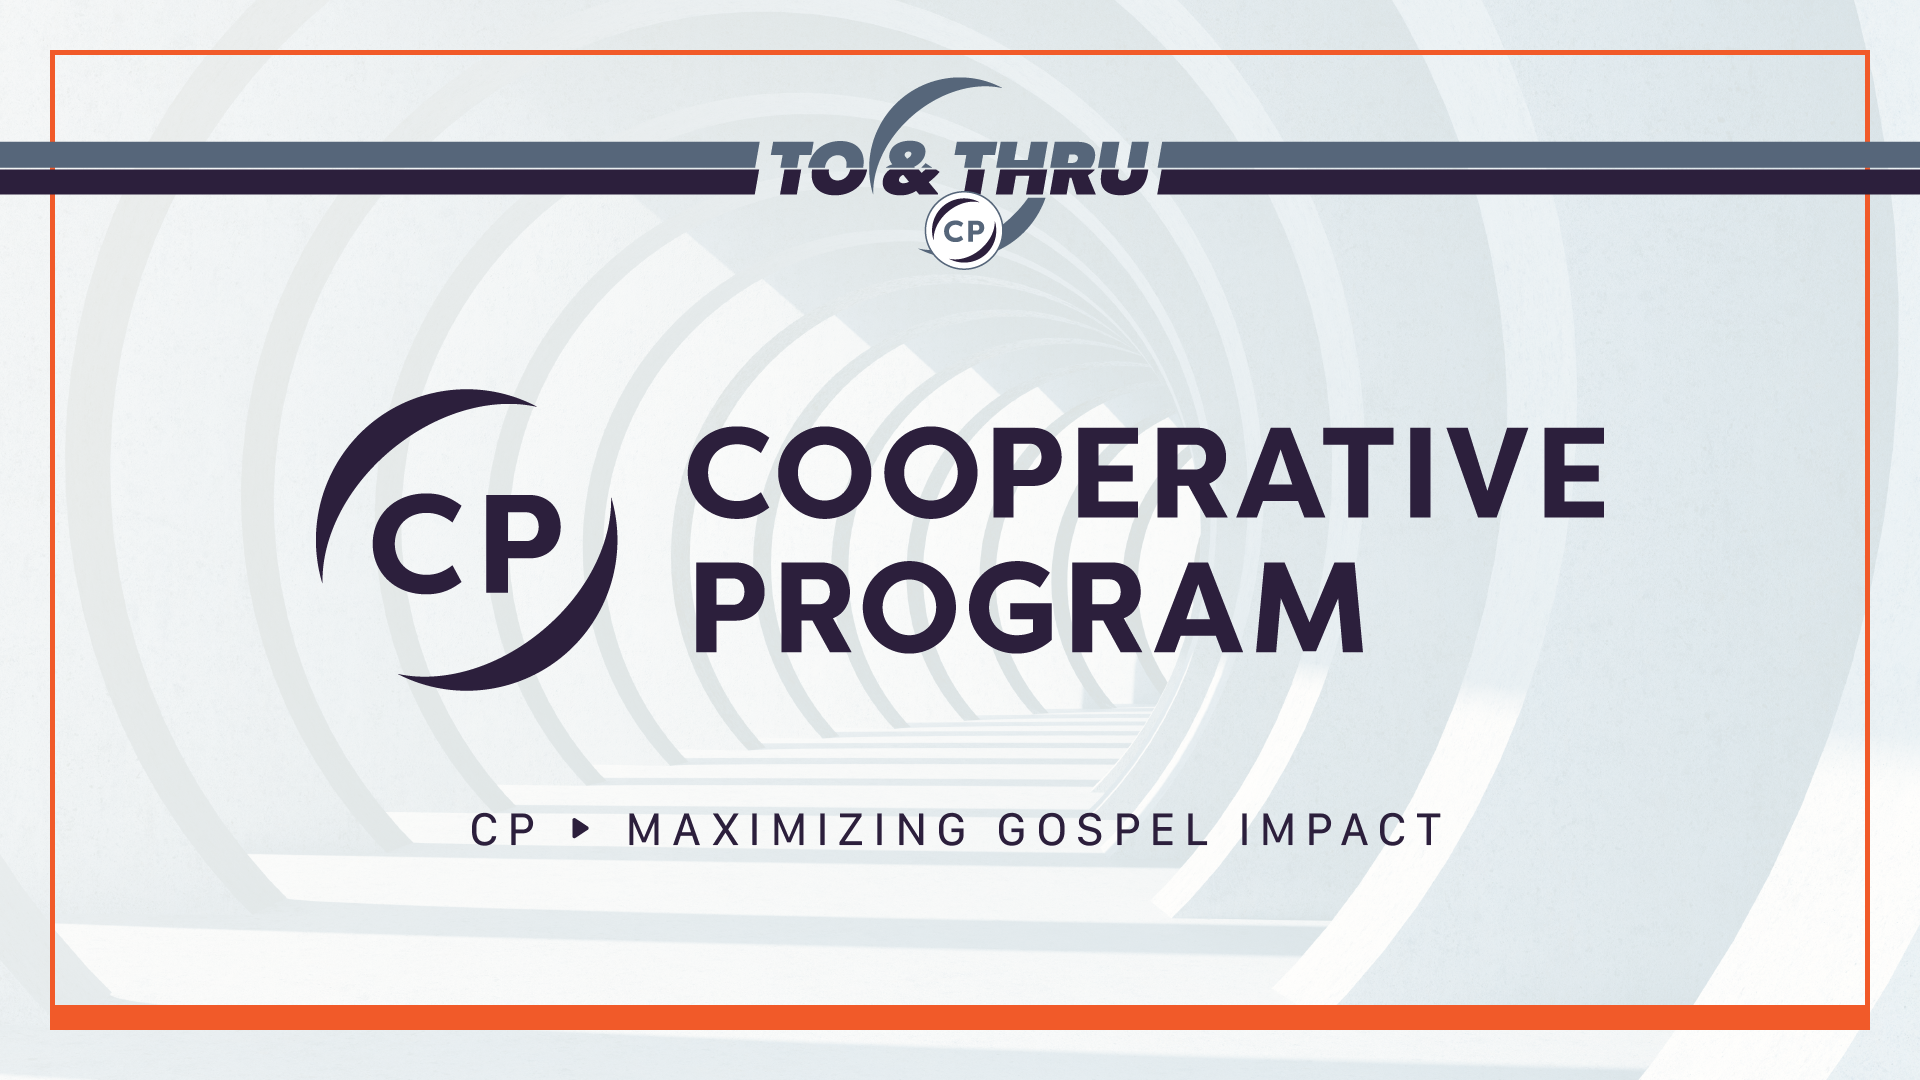 TO & THRU
CP
CP
COOPERATIVE
PROGRAM
CP ▸ MAXIMIZING GOSPEL IMPACT